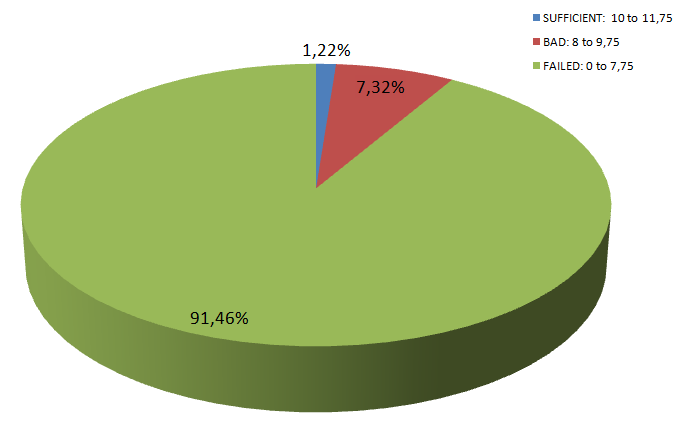 SUFFICIENT: 10 to 11,75
BAD: 8 to 9,75
FAILED: 0 to 7,75
1,22%
7,32%
91,46%